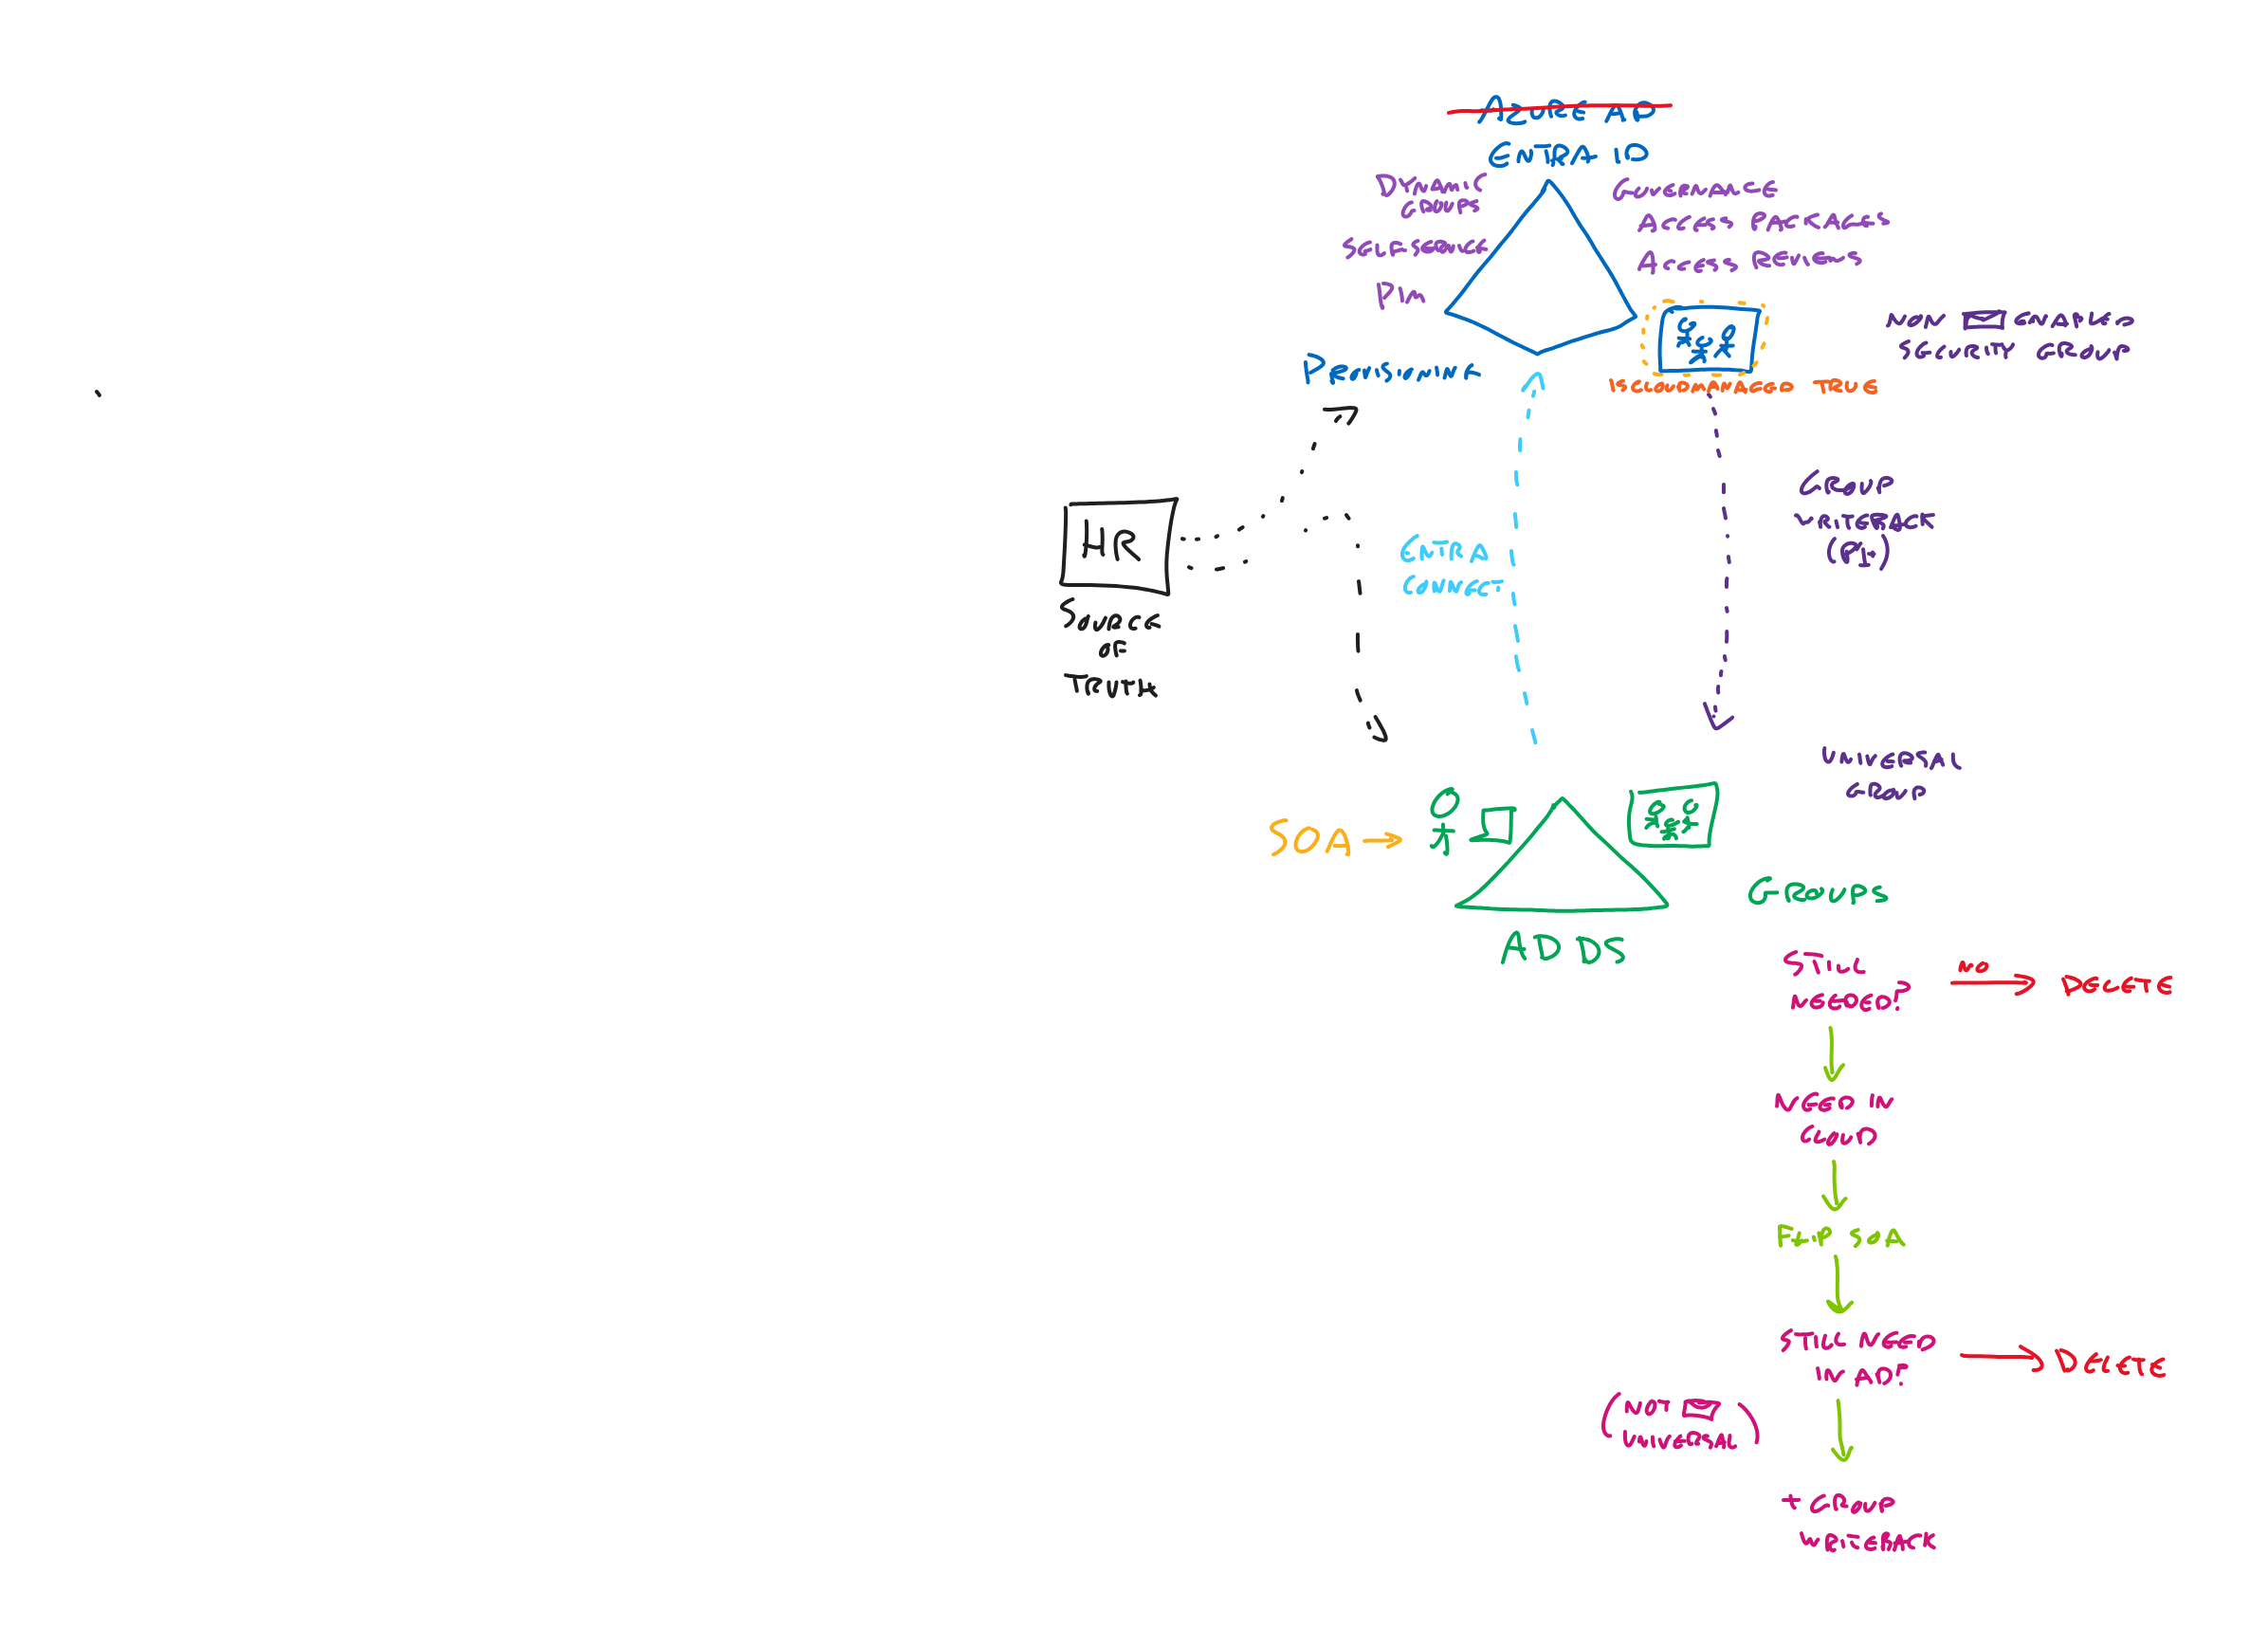 AZURE AD
ENTRA ID
DYNAMIC
GROUPS
SELFSERVICE
PIM
GOVERNANCE
ACCESS PACKAGES
ACCESS REVIEWS
PROVISIONING
ISCLOUDMANAGED TRUE
NON ENABLED
SECURITY GROUP
HR
SOURCE
OF
TRUTH
ENTRA
CONNECT
GROUP
WRITEBACK
(P1+)
UNIVERSAL
GROUP
SOA
AD DS
GROUPS
STILL
NEEDED?
NO
DELETE
NEED IN
CLOUD
FLIP SOA
STILL NEED
IN AD?
DELETE
(NOT
UNIVERSAL)
+ GROUP
WRITEBACK